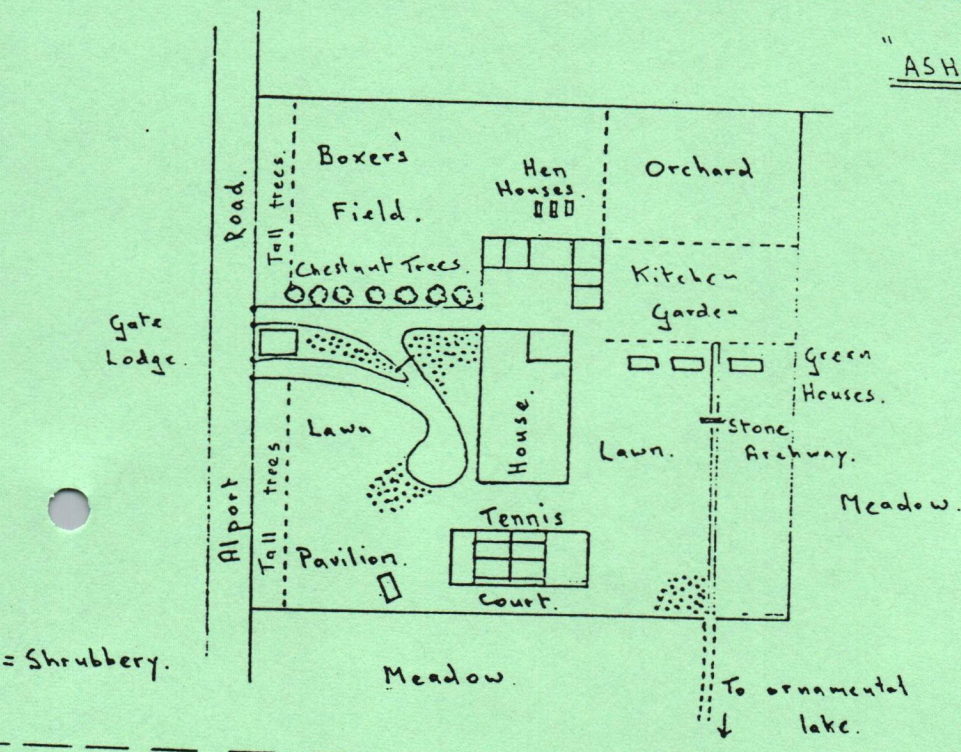 "ASH
Boxer's
Field.
Tall trees.
Road.
Hen
Houses.
Orchard
Chestnut Trees.
Kitchen
Garden
Gate
Lodge.
Green
Houses.
Lawn
House.
Lawn.
Stone
Archway.
Meadow.
Tall trees
Alport
Tennis
Court.
Pavilion.
= Shrubbery.
Meadow.
To ornamental
lake.